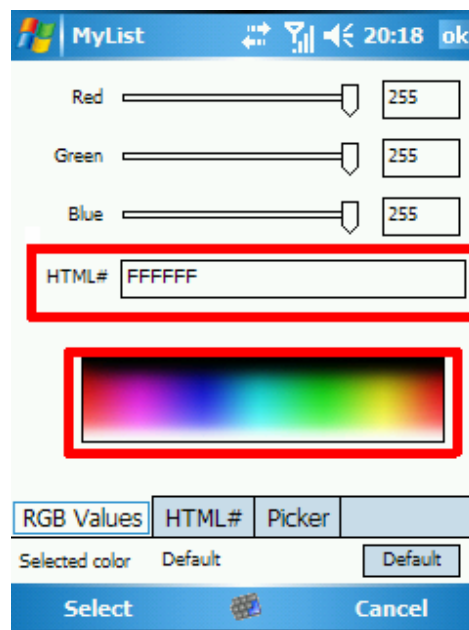 MyList 20:18 ok
Red 255
Green 255
Blue 255
HTML# FFFFFF
RGB Values HTML# Picker
Selected color Default Default
Select Cancel